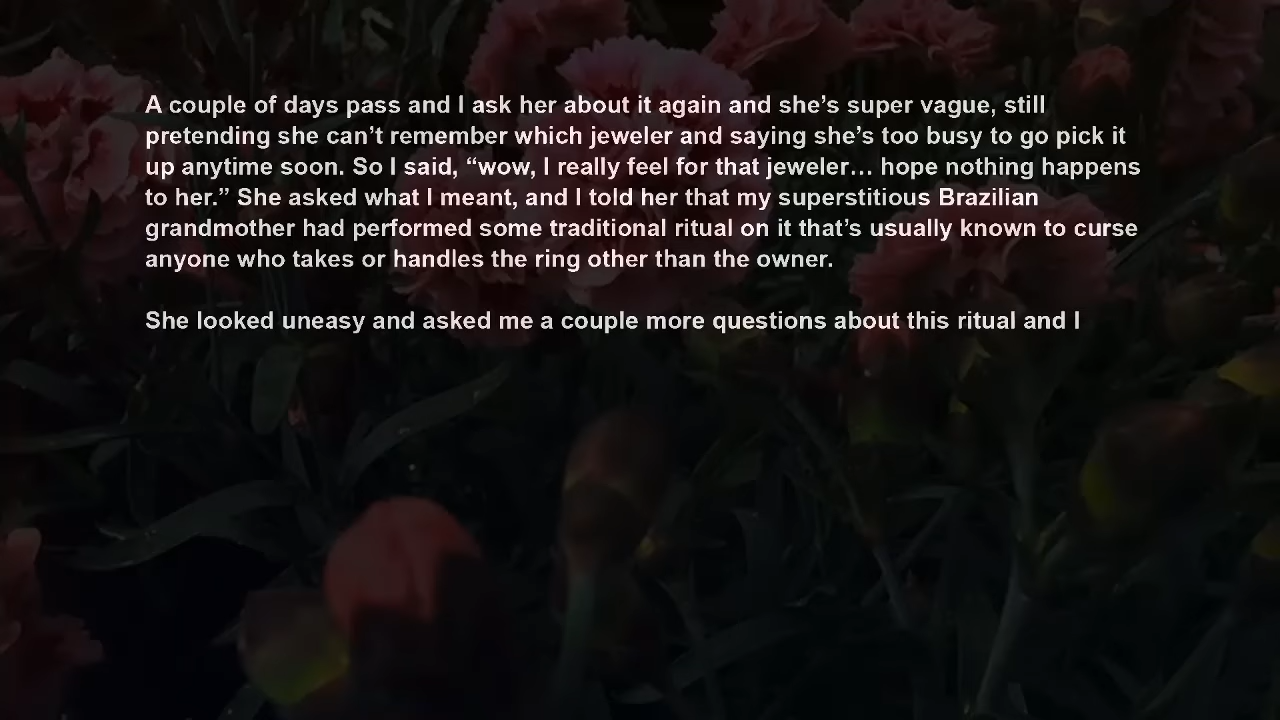 A couple of days pass and I ask her about it again and she’s super vague, still
pretending she can’t remember which jeweler and saying she’s too busy to go pick it
up anytime soon. So I said, “wow, I really feel for that jeweler… hope nothing happens
to her.” She asked what I meant, and I told her that my superstitious Brazilian
grandmother had performed some traditional ritual on it that’s usually known to curse
anyone who takes or handles the ring other than the owner.
She looked uneasy and asked me a couple more questions about this ritual and I